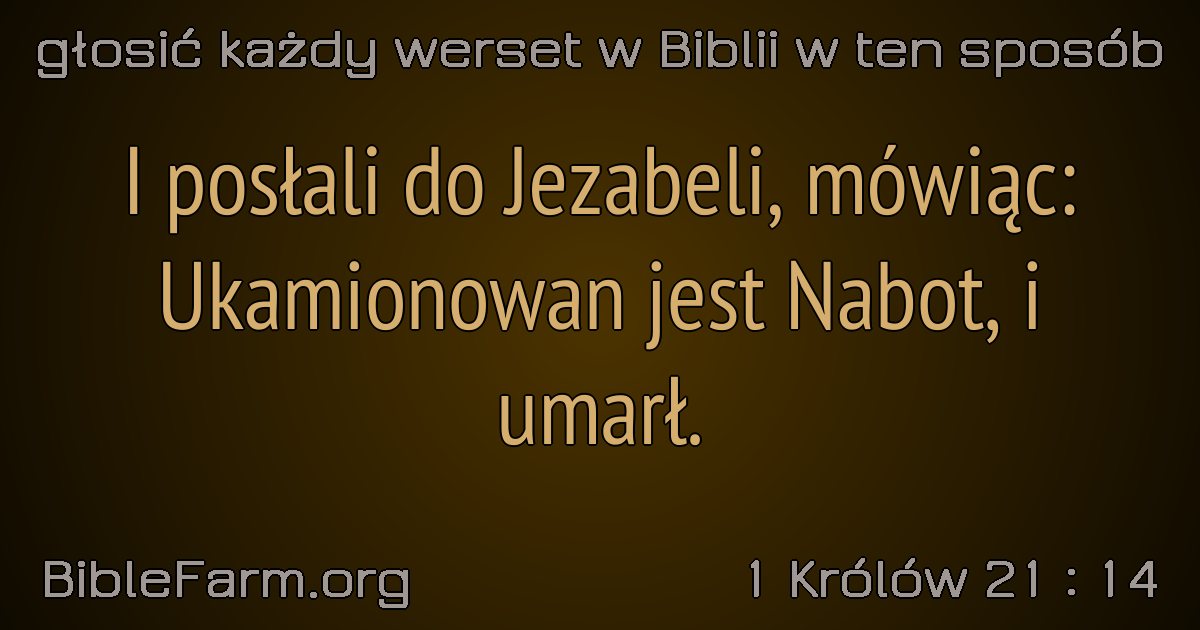 głosić każdy werset w Biblii w ten sposób
I posłali do Jezabeli, mówiąc:
Ukamionowan jest Nabot, i
umarł.
BibleFarm.org
1 Królów 21 : 14